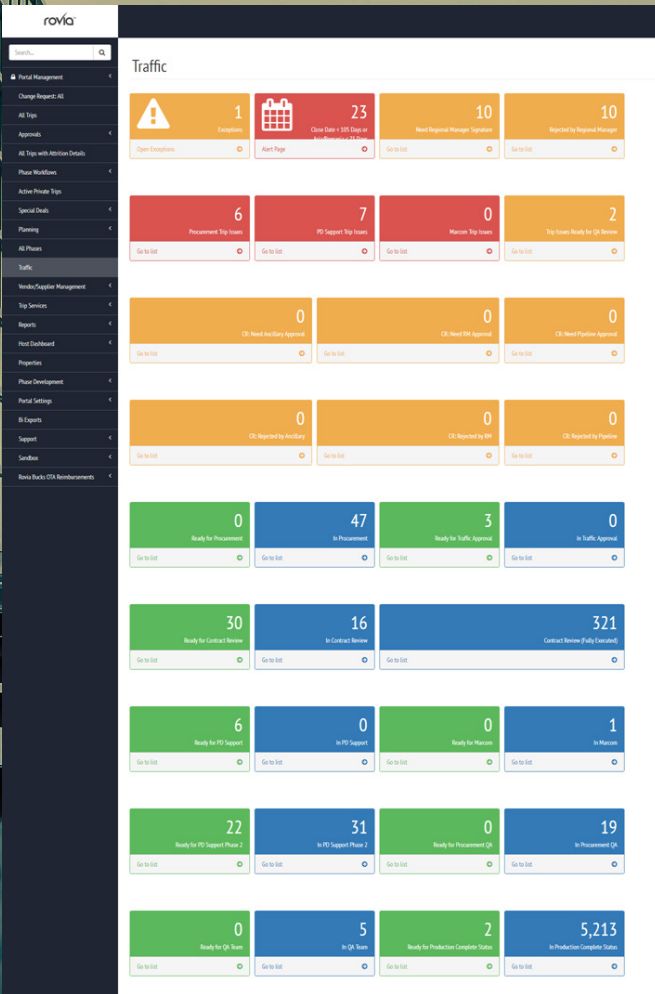 rovia
Search...
Portal Management
Change Request: All
All Trips
Approvals
All Trips with Attrition Details
Phase Workflows
Active Private Trips
Special Deals
Planning
All Phases
Traffic
Vendor/Supplier Management
Trip Services
Reports
Host Dashboard
Properties
Phase Development
Portal Settings
Bi Exports
Support
Sandbox
Rovia Bucks OTA Reimbursements
Traffic
1
Exceptions
Open Exceptions
23
Close Date < 105 Days or
Alert Page
10
Need Regional Manager Signature
Go to list
10
Rejected by Regional Manager
Go to list
6
Procurement Trip Issues
Go to list
7
PD Support Trip Issues
Go to list
0
Marcom Trip Issues
Go to list
2
Trip Issues Ready for QA Review
Go to list
0
CR: Need Ancillary Approval
Go to list
0
CR: Need RM Approval
Go to list
0
CR: Need Pipeline Approval
Go to list
0
CR: Rejected by Ancillary
Go to list
0
CR: Rejected by RM
Go to list
0
CR: Rejected by Pipeline
Go to list
0
Ready for Procurement
Go to list
47
In Procurement
Go to list
3
Ready for Traffic Approval
Go to list
0
In Traffic Approval
Go to list
30
Ready for Contract Review
Go to list
16
In Contract Review
Go to list
321
Contract Review (Fully Executed)
Go to list
6
Ready for PD Support
Go to list
0
In PD Support
Go to list
0
Ready for Marcom
Go to list
1
In Marcom
Go to list
22
Ready for PD Support Phase 2
Go to list
31
In PD Support Phase 2
Go to list
0
Ready for Procurement QA
Go to list
19
In Procurement QA
Go to list
0
Ready for QA Team
Go to list
5
In QA Team
Go to list
2
Ready for Production Complete Status
Go to list
5,213
In Production Complete Status
Go to list